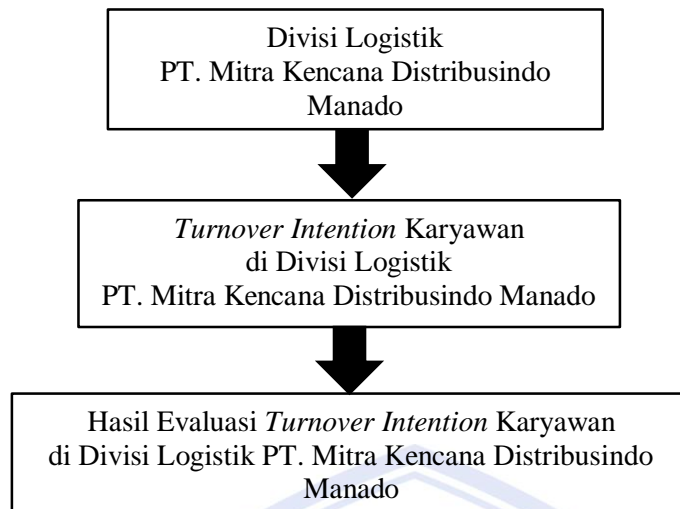 Divisi Logistik
PT. Mitra Kencana Distribusindo
Manado
Turnover Intention Karyawan
di Divisi Logistik
PT. Mitra Kencana Distribusindo Manado
Hasil Evaluasi Turnover Intention Karyawan
di Divisi Logistik PT. Mitra Kencana Distribusindo
Manado